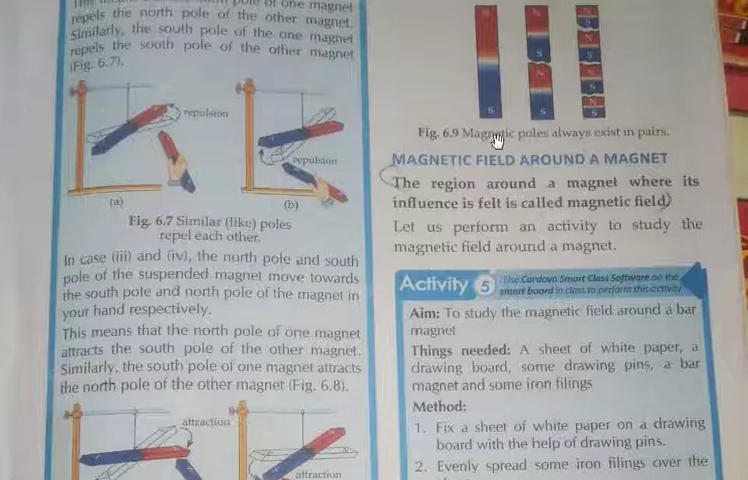 pole of one magnet
repels the north pole of the other magnet.
Similarly, the south pole of the one magnet
repels the south pole of the other magnet
(Fig. 6.7).
repulsion
repulsion
(a)
(b)
Fig. 6.7 Similar (like) poles
repel each other.
In case (iii) and (iv), the north pole and south
pole of the suspended magnet move towards
the south pole and north pole of the magnet in
your hand respectively.
This means that the north pole of one magnet
attracts the south pole of the other magnet.
Similarly, the south pole of one magnet attracts
the north pole of the other magnet (Fig. 6.8).
attraction
attraction
N N N
S
N
S
N
S
N
S S S
Fig. 6.9 Magnetic poles always exist in pairs.
MAGNETIC FIELD AROUND A MAGNET
The region around a magnet where its
influence is felt is called magnetic field)
Let us perform an activity to study the
magnetic field around a magnet.
Activity 5
Use Cordova Smart Class Software on the
smart board in class to perform this activity
Aim: To study the magnetic field around a bar
magnet
Things needed: A sheet of white paper, a
drawing board, some drawing pins, a bar
magnet and some iron filings
Method:
1. Fix a sheet of white paper on a drawing
board with the help of drawing pins.
2. Evenly spread some iron filings over the